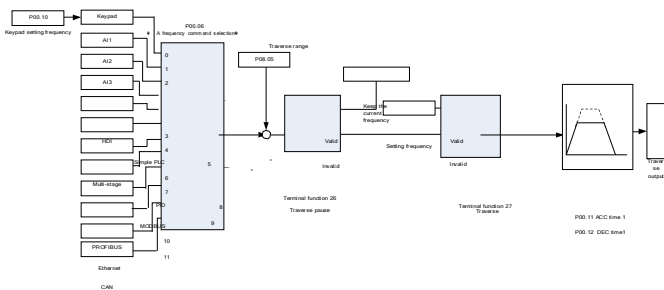 P00.10
Keypad setting frequency
Keypad
AI1
AI2
AI3
HDI
Simple PLC
Multi-stage
PID
MODBUS
PROFIBUS
Ethernet
CAN
P00.06
A frequency command selection
0
1
2
3
4
5
6
7
8
9
10
11
Traverse range
P08.05
Keep the
current
frequency
Valid
Invalid
Terminal function 26
Traverse pause
Setting frequency
Valid
Invalid
Terminal function 27
Traverse
P00.11 ACC time 1
P00.12 DEC time1
Traver
se
output